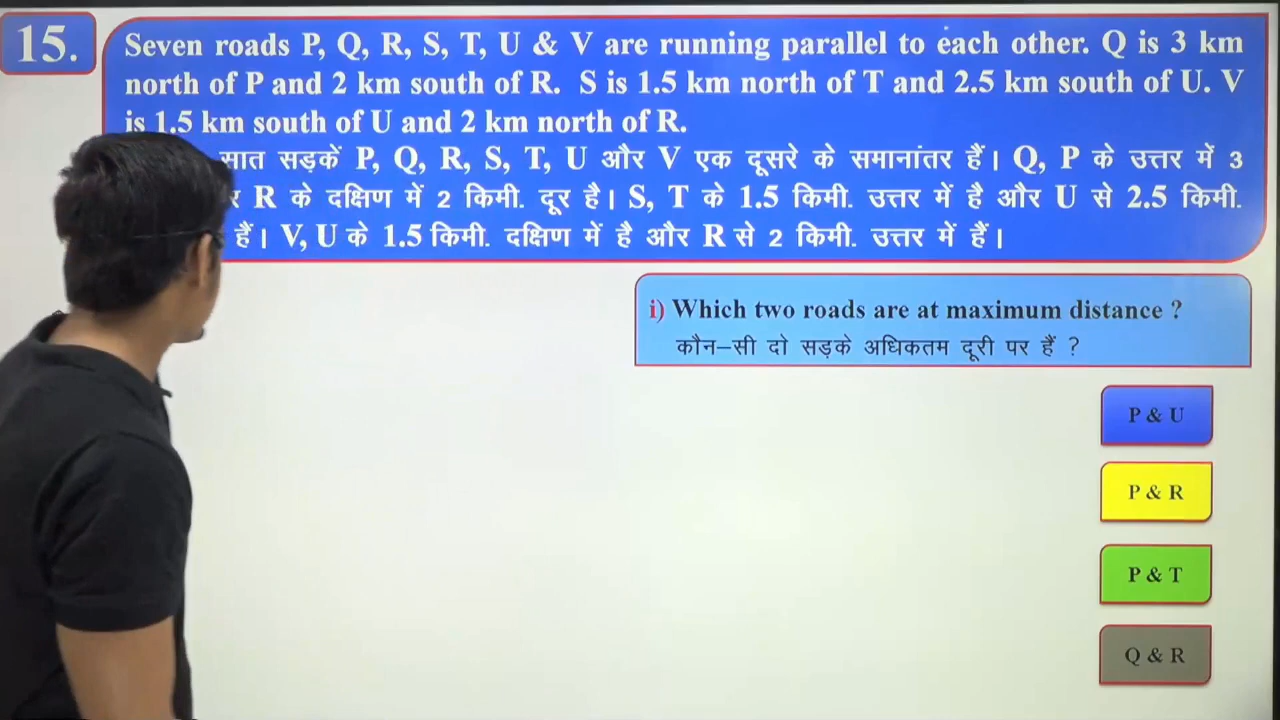 15.
Seven roads P, Q, R, S, T, U & V are running parallel to each other. Q is 3 km
north of P and 2 km south of R. S is 1.5 km north of T and 2.5 km south of U. V
is 1.5 km south of U and 2 km north of R.
सात सड़कें P, Q, R, S, T, U और V एक दूसरे के समानांतर हैं। Q, P के उत्तर में 3
R के दक्षिण में 2 किमी. दूर है। S, T के 1.5 किमी. उत्तर में है और U से 2.5 किमी.
हैं। V, U के 1.5 किमी. दक्षिण में है और R से 2 किमी. उत्तर में हैं।
i) Which two roads are at maximum distance ?
कौन–सी दो सड़के अधिकतम दूरी पर हैं ?
P & U
P & R
P & T
Q & R